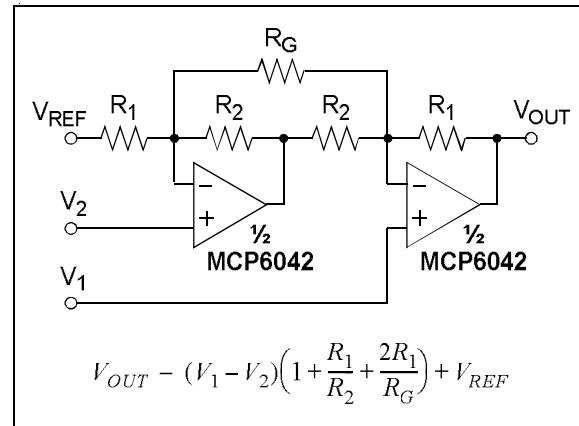 R_G
V_REF R_1 R_2 R_2 R_1 V_OUT
V_2
− + ½ MCP6042
− + ½ MCP6042
V_1
V_OUT − (V_1 − V_2)(1 + R_1/R_2 + 2R_1/R_G) + V_REF